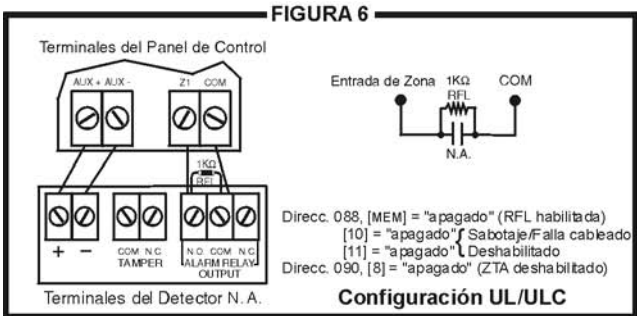 FIGURA 6
Terminales del Panel de Control
AUX + AUX - Z1 COM
1KΩ
RFL
+ - COM N.C. N.O. COM N.C.
TAMPER ALARM RELAY
OUTPUT
Terminales del Detector N.A.
Entrada de Zona 1KΩ COM
RFL
N.A.
Direcc. 088, [MEM] = "apagado" (RFL habilitada)
[10] = "apagado" { Sabotaje/Falla cableado
[11] = "apagado" { Deshabilitado
Direcc. 090, [8] = "apagado" (ZTA deshabilitado)
Configuración UL/ULC